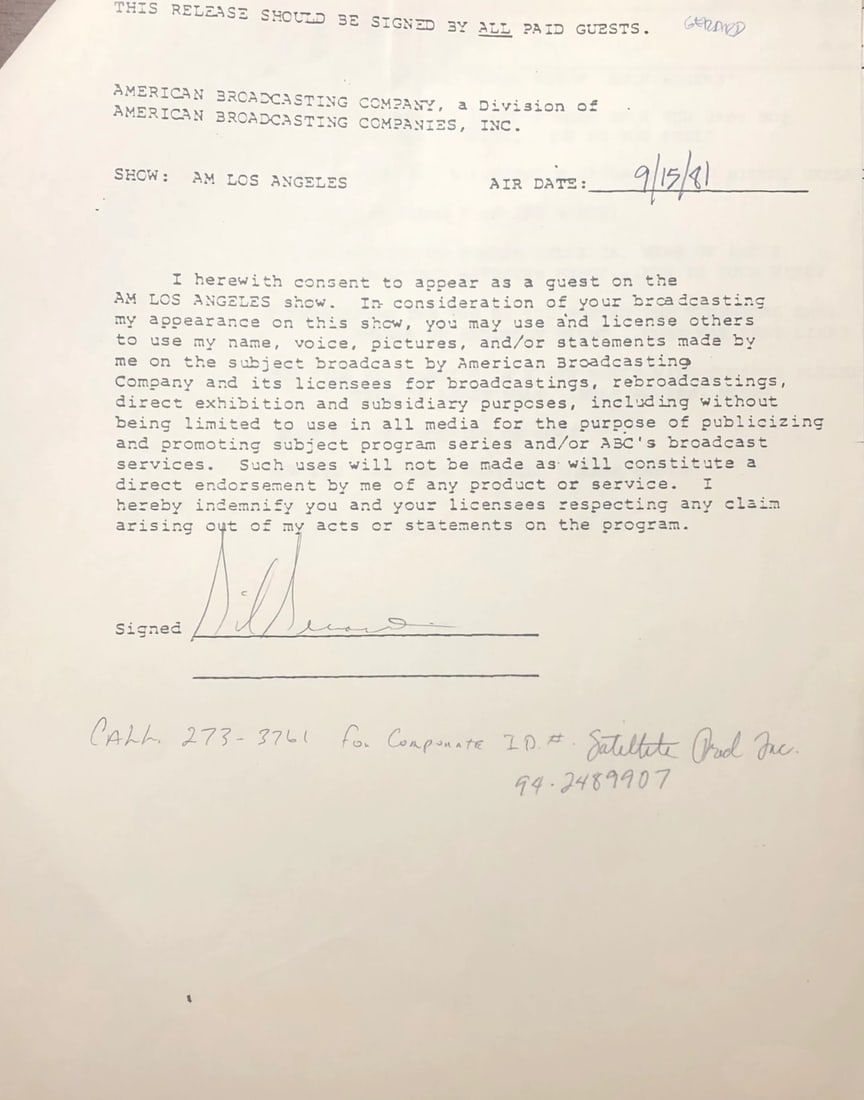 THIS RELEASE SHOULD BE SIGNED BY ALL PAID GUESTS. GERARD
AMERICAN BROADCASTING COMPANY, a Division of
AMERICAN BROADCASTING COMPANIES, INC.
SHOW: AM LOS ANGELES AIR DATE: 9/15/81
I herewith consent to appear as a guest on the
AM LOS ANGELES show. In consideration of your broadcasting
my appearance on this show, you may use and license others
to use my name, voice, pictures, and/or statements made by
me on the subject broadcast by American Broadcasting
Company and its licensees for broadcastings, rebroadcastings,
direct exhibition and subsidiary purposes, including without
being limited to use in all media for the purpose of publicizing
and promoting subject program series and/or ABC's broadcast
services. Such uses will not be made as will constitute a
direct endorsement by me of any product or service. I
hereby indemnify you and your licensees respecting any claim
arising out of my acts or statements on the program.
Signed
CALL 273-3761 for Corporate I.D.#. Satellite Prod Inc.
94-2489907